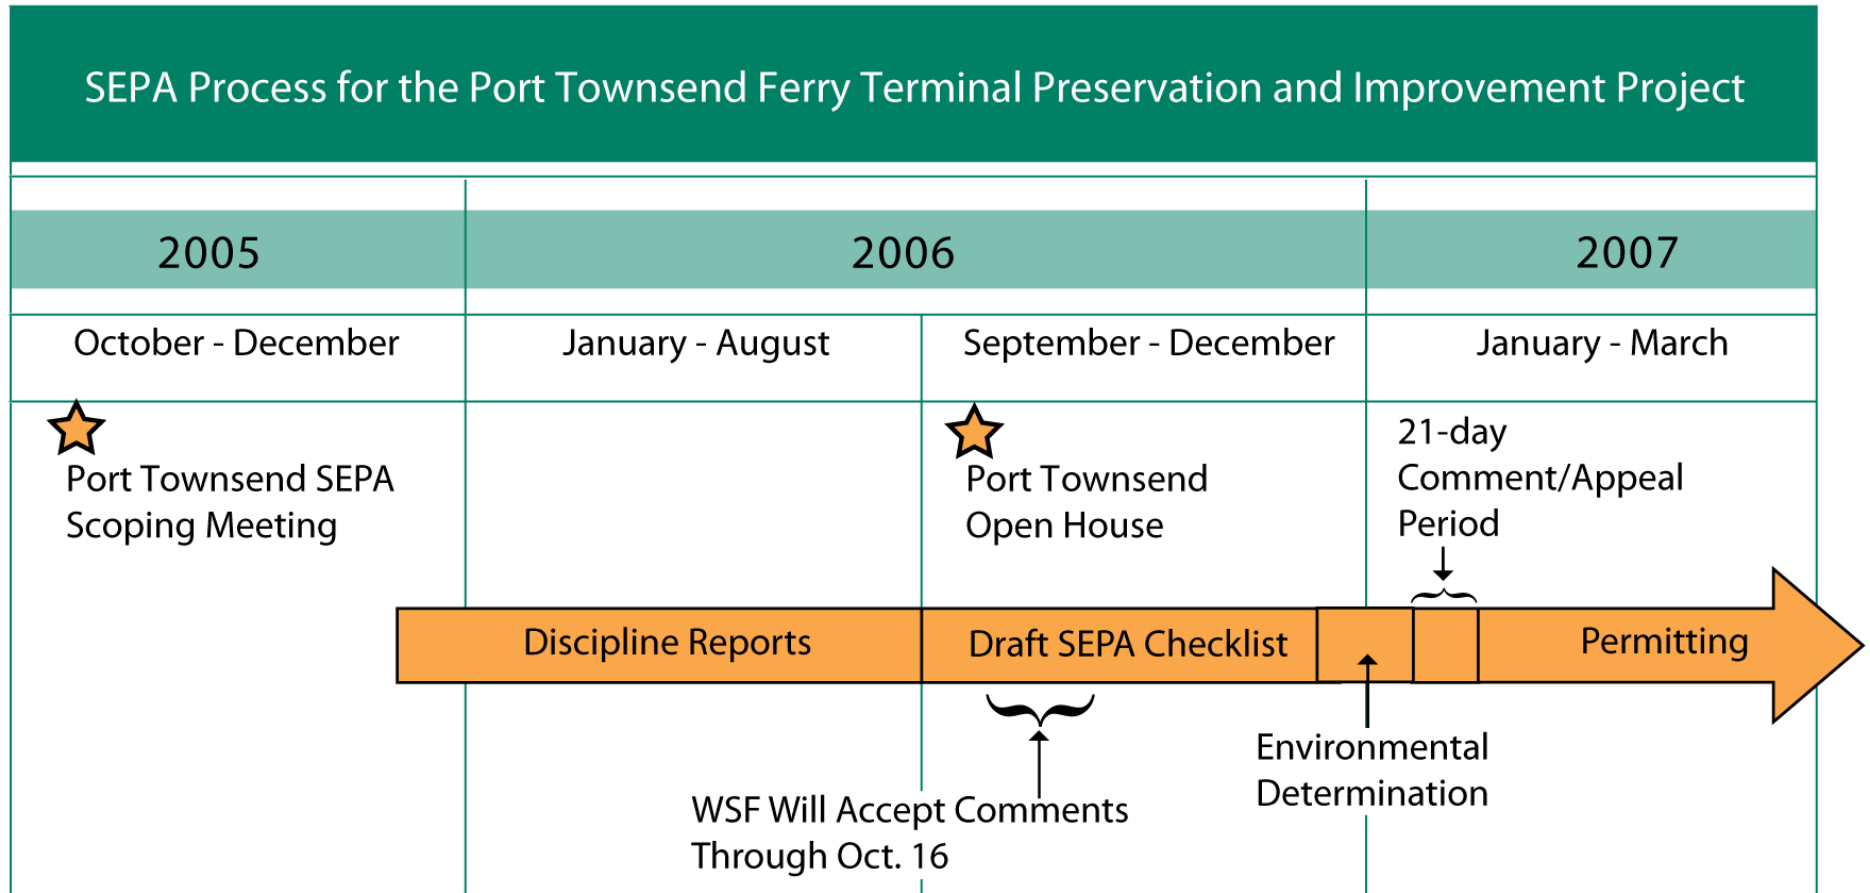 SEPA Process for the Port Townsend Ferry Terminal Preservation and Improvement Project
2005
2006
2007
October - December
January - August
September - December
January - March
Port Townsend SEPA
Scoping Meeting
Port Townsend
Open House
21-day
Comment/Appeal
Period
Discipline Reports
Draft SEPA Checklist
Permitting
WSF Will Accept Comments
Through Oct. 16
Environmental
Determination